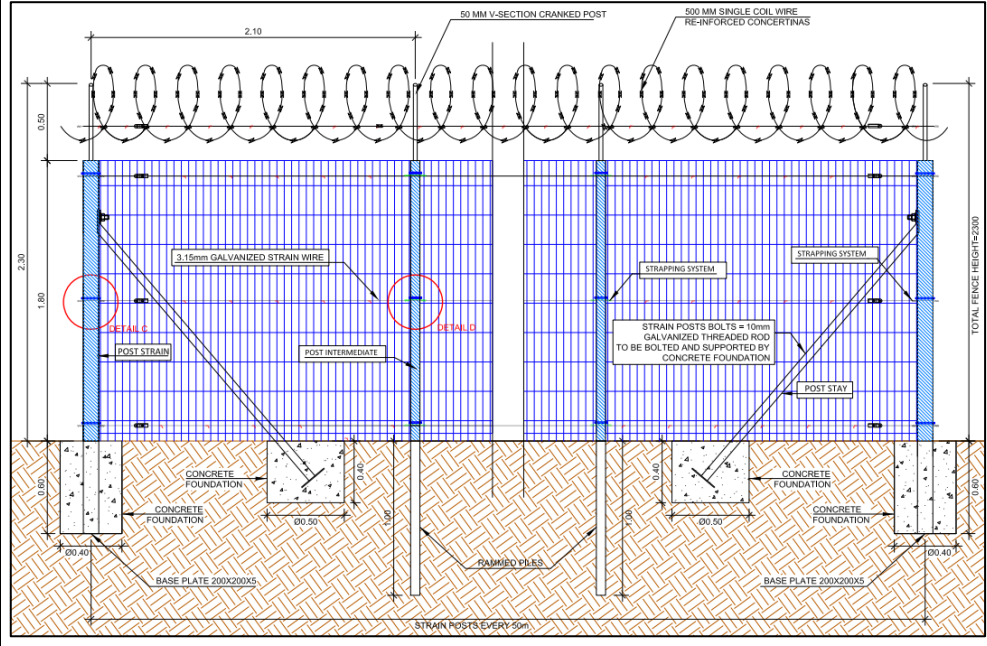 50 MM V-SECTION CRANKED POST
500 MM SINGLE COIL WIRE
RE-INFORCED CONCERTINAS
2.10
0.50
2.30
1.80
TOTAL FENCE HEIGHT=2300
3.15mm GALVANIZED STRAIN WIRE
STRAPPING SYSTEM
STRAPPING SYSTEM
DETAIL C
DETAIL D
POST STRAIN
POST INTERMEDIATE
STRAIN POSTS BOLTS = 10mm
GALVANIZED THREADED ROD
TO BE BOLTED AND SUPPORTED BY
CONCRETE FOUNDATION
POST STAY
0.60
CONCRETE
FOUNDATION
0.40
0.40
CONCRETE
FOUNDATION
0.60
CONCRETE
FOUNDATION
Ø0.50
1.00
1.00
Ø0.50
CONCRETE
FOUNDATION
Ø0.40
RAMMED PILES
Ø0.40
BASE PLATE 200X200X5
BASE PLATE 200X200X5
STRAIN POSTS EVERY 50m